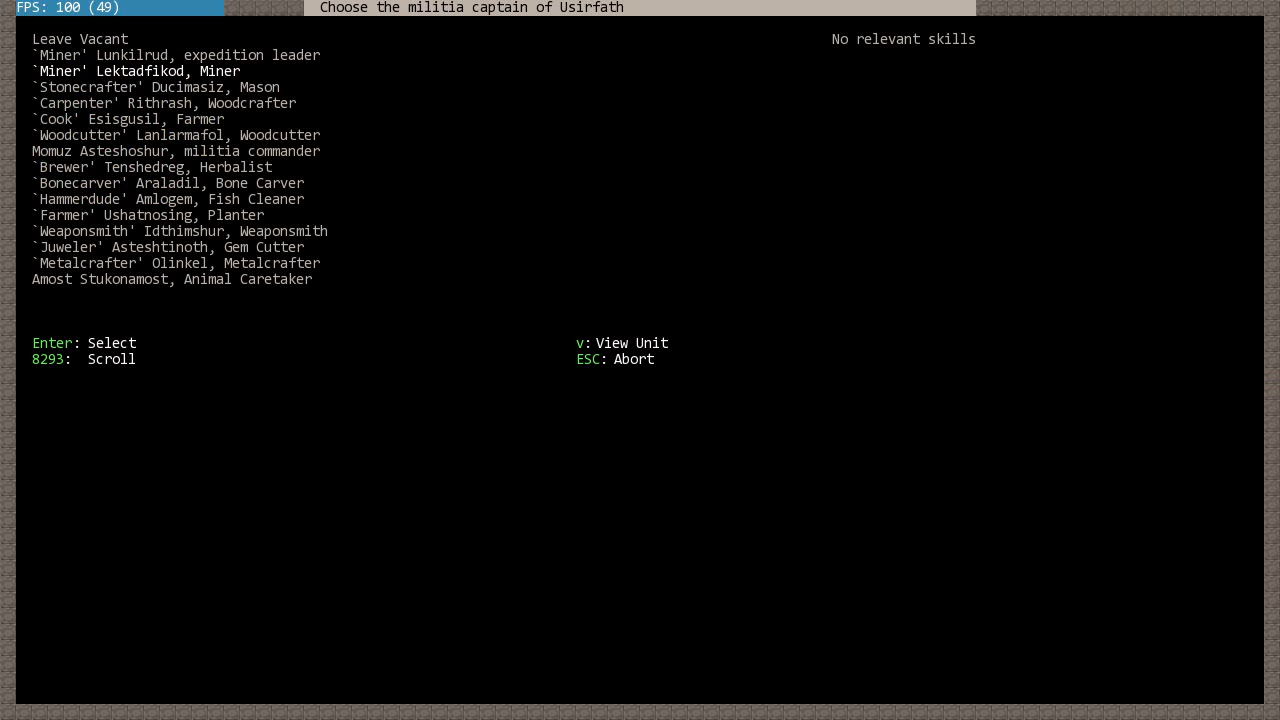 FPS: 100 (49)
Choose the militia captain of Usirfath
Leave Vacant
No relevant skills
`Miner' Lunkilrud, expedition leader
`Miner' Lektadfikod, Miner
`Stonecrafter' Ducimasiz, Mason
`Carpenter' Rithrash, Woodcrafter
`Cook' Esisgusil, Farmer
`Woodcutter' Lanlarmafol, Woodcutter
Momuz Asteshoshur, militia commander
`Brewer' Tenshedreg, Herbalist
`Bonecarver' Araladil, Bone Carver
`Hammerdude' Amlogem, Fish Cleaner
`Farmer' Ushatnosing, Planter
`Weaponsmith' Idthimshur, Weaponsmith
`Juweler' Asteshtinoth, Gem Cutter
`Metalcrafter' Olinkel, Metalcrafter
Amost Stukonamost, Animal Caretaker
Enter: Select
v: View Unit
8293: Scroll
ESC: Abort